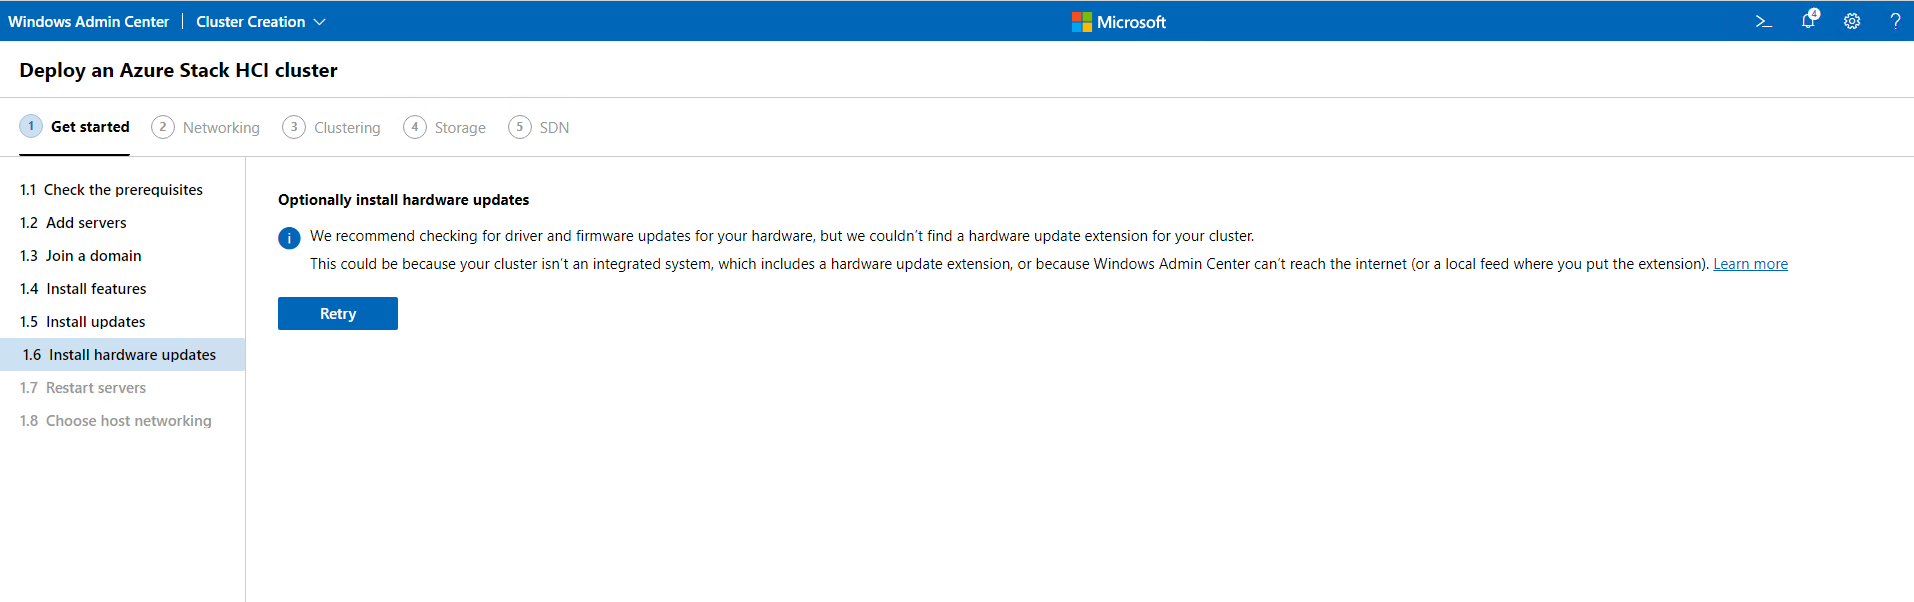 Windows Admin Center Cluster Creation Microsoft 4 ?
Deploy an Azure Stack HCI cluster
1 Get started 2 Networking 3 Clustering 4 Storage 5 SDN
1.1 Check the prerequisites
1.2 Add servers
1.3 Join a domain
1.4 Install features
1.5 Install updates
1.6 Install hardware updates
1.7 Restart servers
1.8 Choose host networking
Optionally install hardware updates
We recommend checking for driver and firmware updates for your hardware, but we couldn't find a hardware update extension for your cluster.
This could be because your cluster isn't an integrated system, which includes a hardware update extension, or because Windows Admin Center can't reach the internet (or a local feed where you put the extension). Learn more
Retry